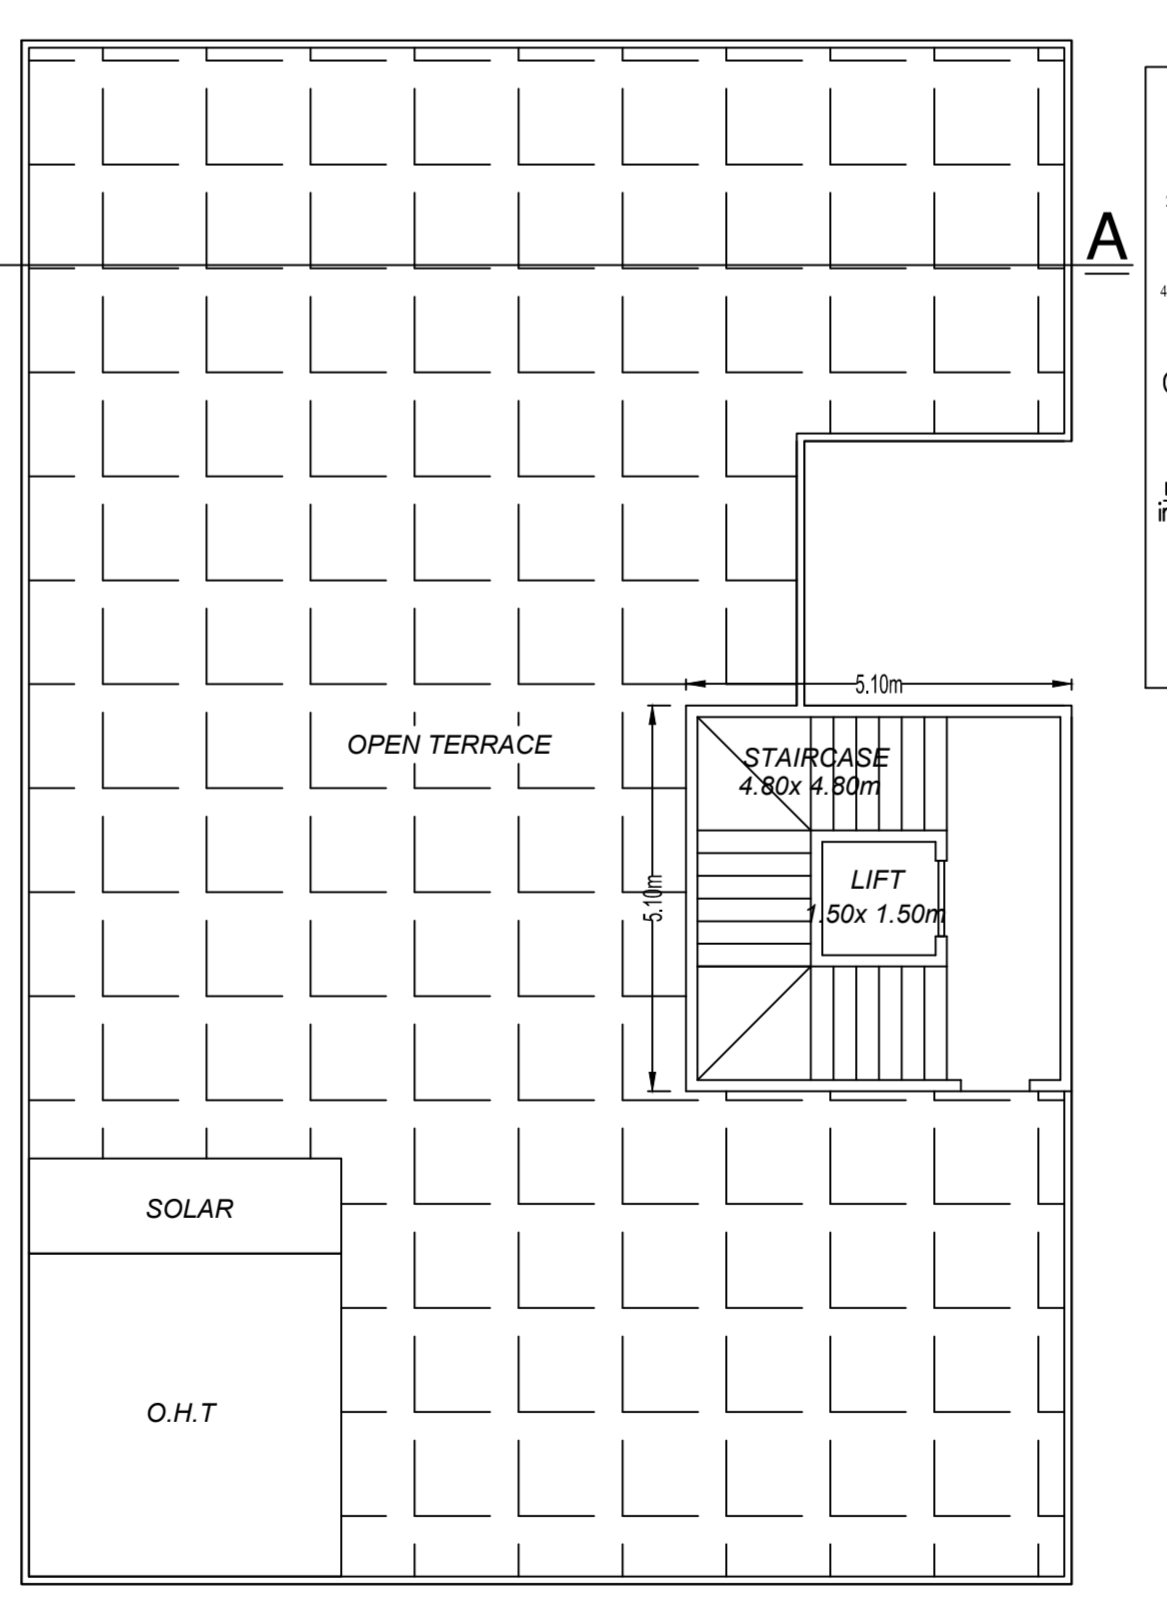 A
5.10m
OPEN TERRACE
STAIRCASE
4.80x 4.80m
5.10m
LIFT
1.50x 1.50m
SOLAR
O.H.T